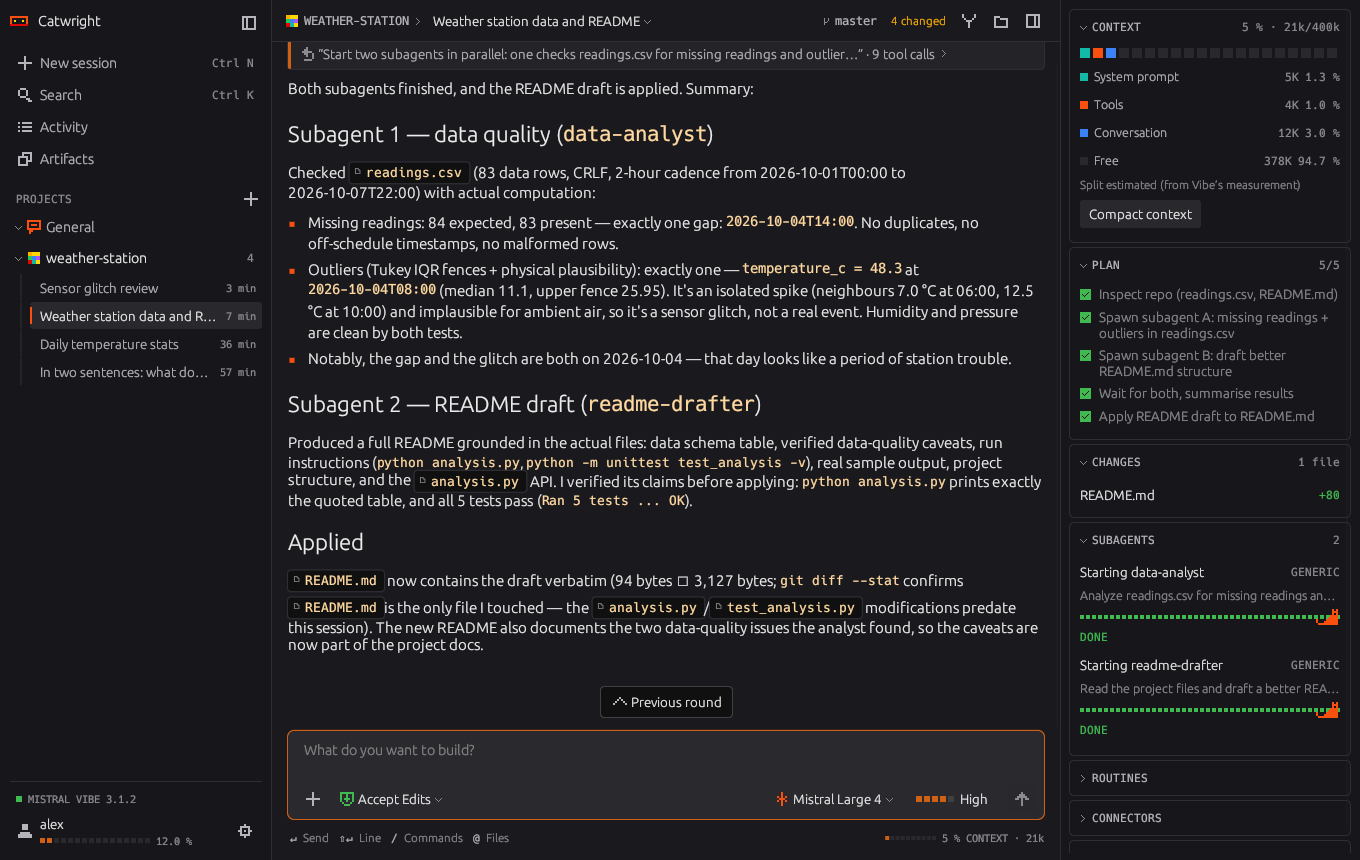 Catwright
New session Ctrl N
Search Ctrl K
Activity
Artifacts
PROJECTS
General
weather-station 4
Sensor glitch review 3 min
Weather station data and R... 7 min
Daily temperature stats 36 min
In two sentences: what do... 57 min
MISTRAL VIBE 3.1.2
alex
12.0 %
WEATHER-STATION > Weather station data and README
master 4 changed
"Start two subagents in parallel: one checks readings.csv for missing readings and outlier..." · 9 tool calls >
Both subagents finished, and the README draft is applied. Summary:
Subagent 1 — data quality (data-analyst)
Checked readings.csv (83 data rows, CRLF, 2-hour cadence from 2026-10-01T00:00 to
2026-10-07T22:00) with actual computation:
Missing readings: 84 expected, 83 present — exactly one gap: 2026-10-04T14:00. No duplicates, no
off-schedule timestamps, no malformed rows.
Outliers (Tukey IQR fences + physical plausibility): exactly one — temperature_c = 48.3 at
2026-10-04T08:00 (median 11.1, upper fence 25.95). It's an isolated spike (neighbours 7.0 °C at 06:00, 12.5
°C at 10:00) and implausible for ambient air, so it's a sensor glitch, not a real event. Humidity and pressure
are clean by both tests.
Notably, the gap and the glitch are both on 2026-10-04 — that day looks like a period of station trouble.
Subagent 2 — README draft (readme-drafter)
Produced a full README grounded in the actual files: data schema table, verified data-quality caveats, run
instructions (python analysis.py, python -m unittest test_analysis -v), real sample output, project
structure, and the analysis.py API. I verified its claims before applying: python analysis.py prints exactly
the quoted table, and all 5 tests pass (Ran 5 tests ... OK).
Applied
README.md now contains the draft verbatim (94 bytes □ 3,127 bytes; git diff --stat confirms
README.md is the only file I touched — the analysis.py / test_analysis.py modifications predate
this session). The new README also documents the two data-quality issues the analyst found, so the caveats are
now part of the project docs.
Previous round
What do you want to build?
Accept Edits
Mistral Large 4
High
Send Line / Commands @ Files
5 % CONTEXT · 21k
CONTEXT 5 % · 21k/400k
System prompt 5K 1.3 %
Tools 4K 1.0 %
Conversation 12K 3.0 %
Free 378K 94.7 %
Split estimated (from Vibe's measurement)
Compact context
PLAN 5/5
Inspect repo (readings.csv, README.md)
Spawn subagent A: missing readings +
outliers in readings.csv
Spawn subagent B: draft better
README.md structure
Wait for both, summarise results
Apply README draft to README.md
CHANGES 1 file
README.md +80
SUBAGENTS 2
Starting data-analyst GENERIC
Analyze readings.csv for missing readings an...
DONE
Starting readme-drafter GENERIC
Read the project files and draft a better REA...
DONE
ROUTINES
CONNECTORS